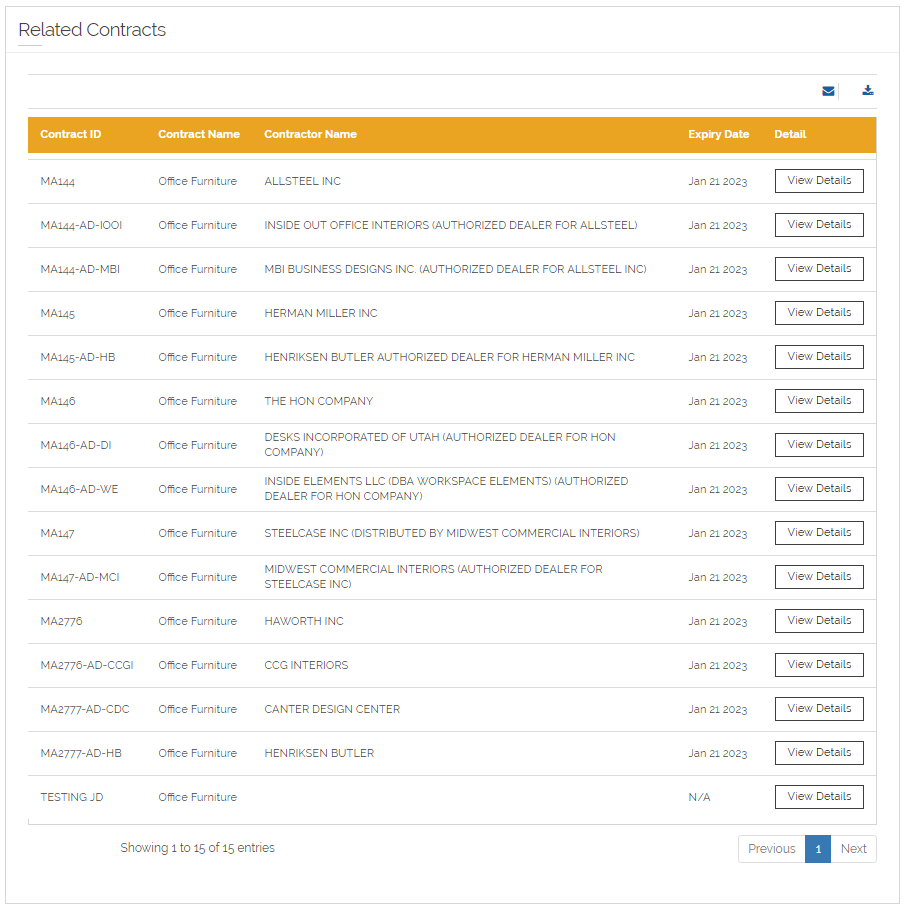 Related Contracts
Contract ID Contract Name Contractor Name Expiry Date Detail
MA144 Office Furniture ALLSTEEL INC Jan 21 2023 View Details
MA144-AD-IOOI Office Furniture INSIDE OUT OFFICE INTERIORS (AUTHORIZED DEALER FOR ALLSTEEL) Jan 21 2023 View Details
MA144-AD-MBI Office Furniture MBI BUSINESS DESIGNS INC. (AUTHORIZED DEALER FOR ALLSTEEL INC) Jan 21 2023 View Details
MA145 Office Furniture HERMAN MILLER INC Jan 21 2023 View Details
MA145-AD-HB Office Furniture HENRIKSEN BUTLER AUTHORIZED DEALER FOR HERMAN MILLER INC Jan 21 2023 View Details
MA146 Office Furniture THE HON COMPANY Jan 21 2023 View Details
MA146-AD-DI Office Furniture DESKS INCORPORATED OF UTAH (AUTHORIZED DEALER FOR HON
COMPANY) Jan 21 2023 View Details
MA146-AD-WE Office Furniture INSIDE ELEMENTS LLC (DBA WORKSPACE ELEMENTS) (AUTHORIZED
DEALER FOR HON COMPANY) Jan 21 2023 View Details
MA147 Office Furniture STEELCASE INC (DISTRIBUTED BY MIDWEST COMMERCIAL INTERIORS) Jan 21 2023 View Details
MA147-AD-MCI Office Furniture MIDWEST COMMERCIAL INTERIORS (AUTHORIZED DEALER FOR
STEELCASE INC) Jan 21 2023 View Details
MA2776 Office Furniture HAWORTH INC Jan 21 2023 View Details
MA2776-AD-CCGI Office Furniture CCG INTERIORS Jan 21 2023 View Details
MA2777-AD-CDC Office Furniture CANTER DESIGN CENTER Jan 21 2023 View Details
MA2777-AD-HB Office Furniture HENRIKSEN BUTLER Jan 21 2023 View Details
TESTING JD Office Furniture N/A View Details
Showing 1 to 15 of 15 entries Previous 1 Next